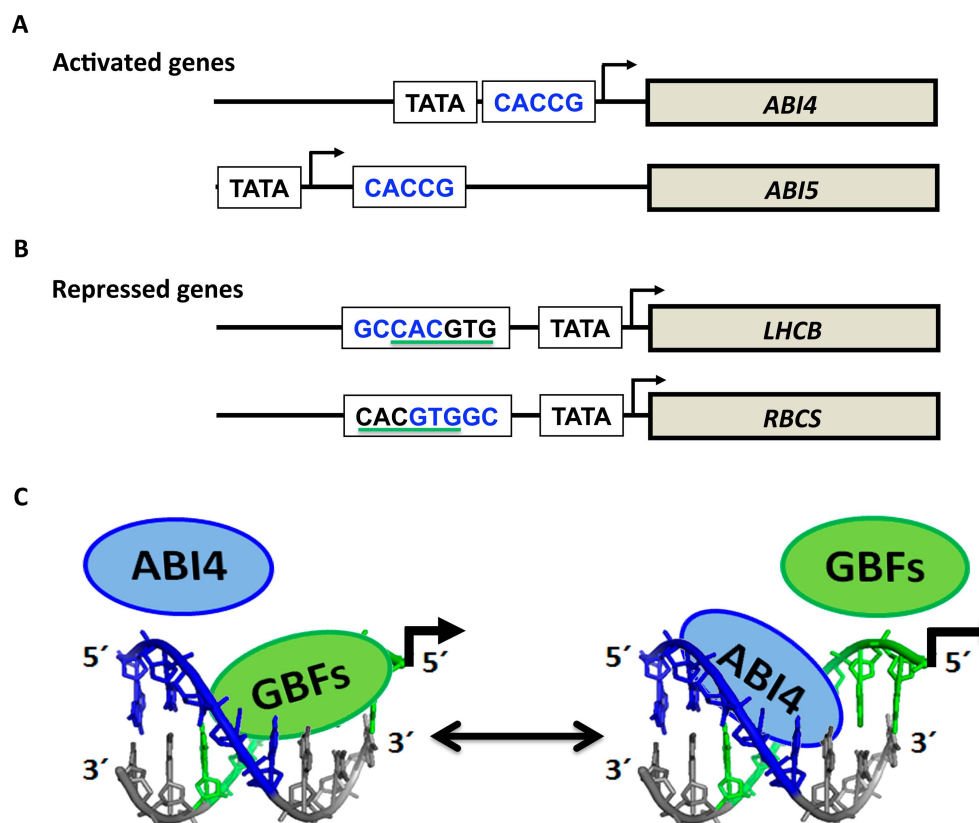 A
Activated genes
TATA CACCG ABI4
TATA CACCG ABI5
B
Repressed genes
GCCACGTG TATA LHCB
CACGTGGC TATA RBCS
C
ABI4 GBFs
5´ GBFs 5´ 5´ ABI4 5´
3´ 3´ 3´ 3´